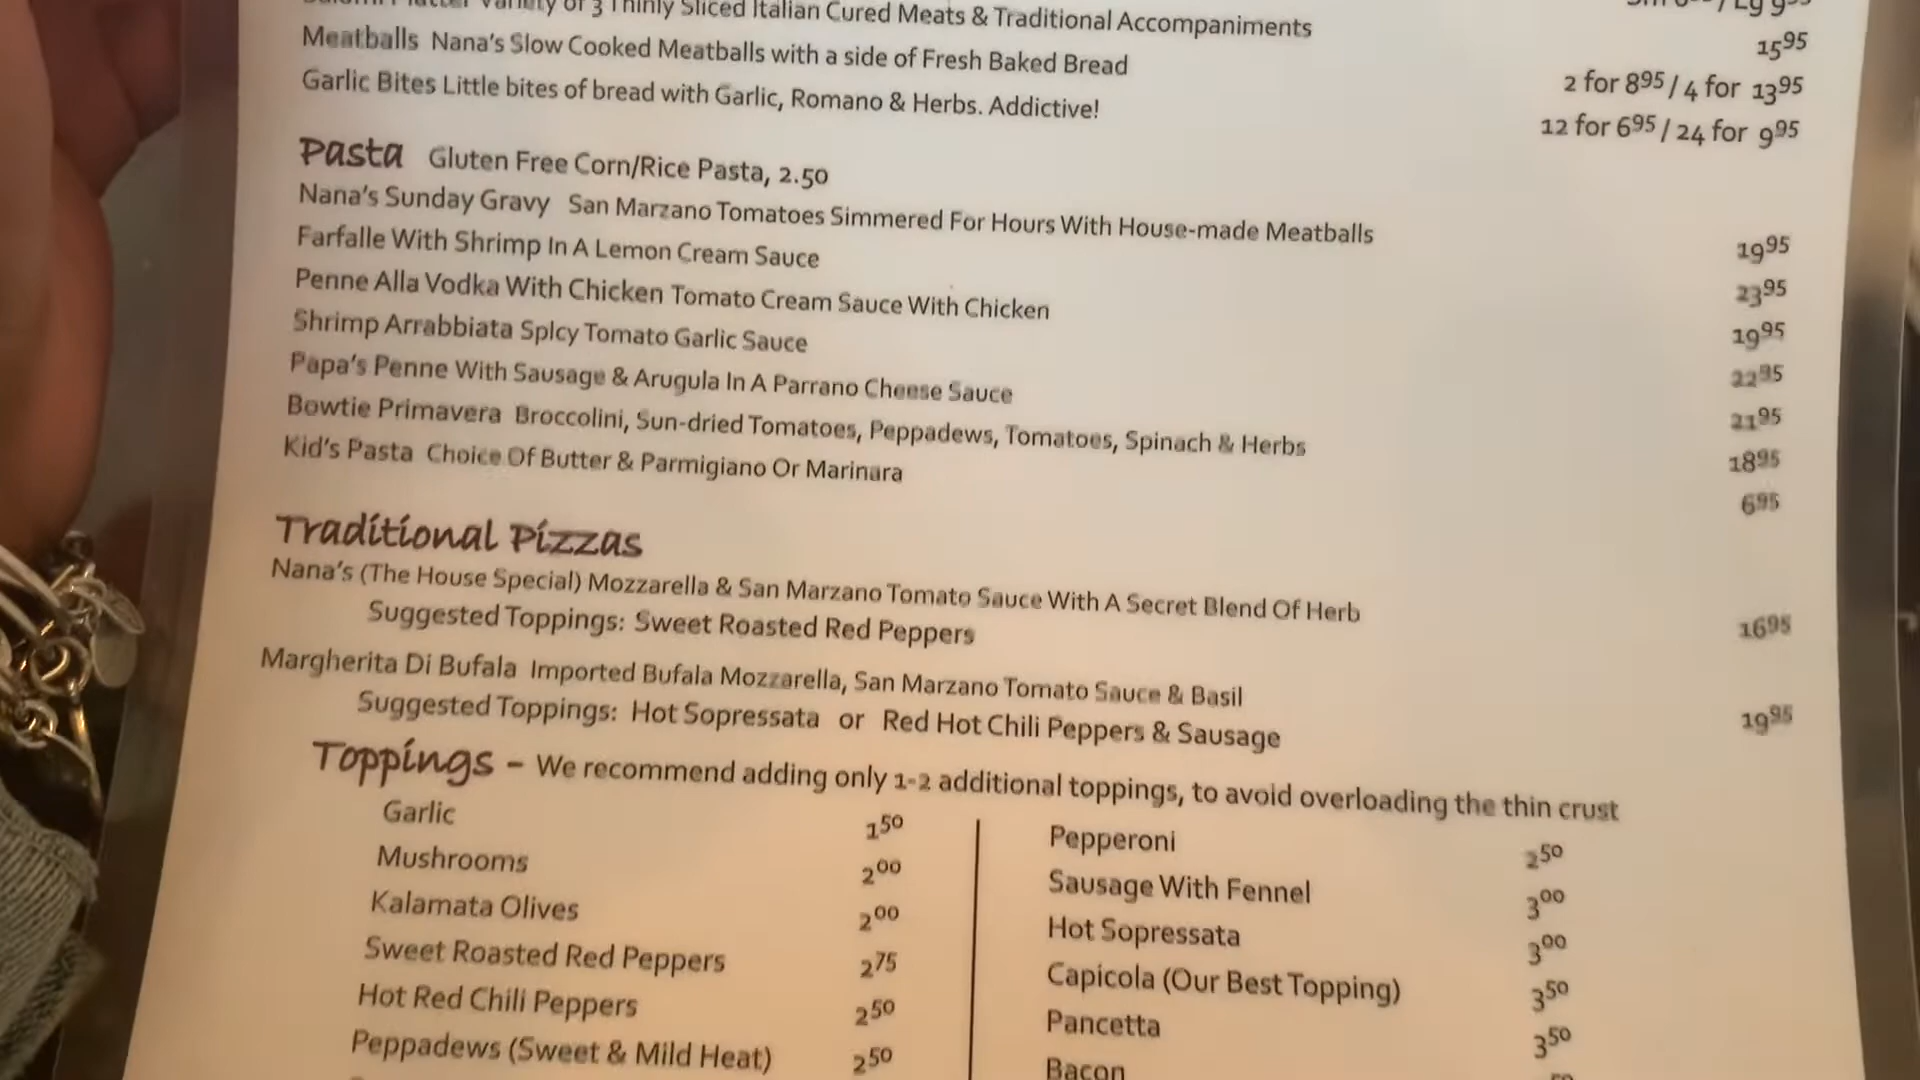 Salumi Platter Variety of 3 Thinly Sliced Italian Cured Meats & Traditional Accompaniments 15⁹⁵
Meatballs Nana's Slow Cooked Meatballs with a side of Fresh Baked Bread 2 for 8⁹⁵ / 4 for 13⁹⁵
Garlic Bites Little bites of bread with Garlic, Romano & Herbs. Addictive! 12 for 6⁹⁵ / 24 for 9⁹⁵
Pasta Gluten Free Corn/Rice Pasta, 2.50
Nana's Sunday Gravy San Marzano Tomatoes Simmered For Hours With House-made Meatballs 19⁹⁵
Farfalle With Shrimp In A Lemon Cream Sauce 23⁹⁵
Penne Alla Vodka With Chicken Tomato Cream Sauce With Chicken 19⁹⁵
Shrimp Arrabbiata SpIcy Tomato Garlic Sauce 22⁹⁵
Papa's Penne With Sausage & Arugula In A Parrano Cheese Sauce 21⁹⁵
Bowtie Primavera Broccolini, Sun-dried Tomatoes, Peppadews, Tomatoes, Spinach & Herbs 18⁹⁵
Kid's Pasta Choice Of Butter & Parmigiano Or Marinara 6⁹⁵
Traditional Pizzas
Nana's (The House Special) Mozzarella & San Marzano Tomato Sauce With A Secret Blend Of Herb 16⁹⁵
Suggested Toppings: Sweet Roasted Red Peppers
Margherita Di Bufala Imported Bufala Mozzarella, San Marzano Tomato Sauce & Basil 19⁹⁵
Suggested Toppings: Hot Sopressata or Red Hot Chili Peppers & Sausage
Toppings – We recommend adding only 1-2 additional toppings, to avoid overloading the thin crust
Garlic 1⁵⁰
Mushrooms 2⁰⁰
Kalamata Olives 2⁰⁰
Sweet Roasted Red Peppers 2⁷⁵
Hot Red Chili Peppers 2⁵⁰
Peppadews (Sweet & Mild Heat) 2⁵⁰
Pepperoni 2⁵⁰
Sausage With Fennel 3⁰⁰
Hot Sopressata 3⁰⁰
Capicola (Our Best Topping) 3⁵⁰
Pancetta 3⁵⁰
Bacon